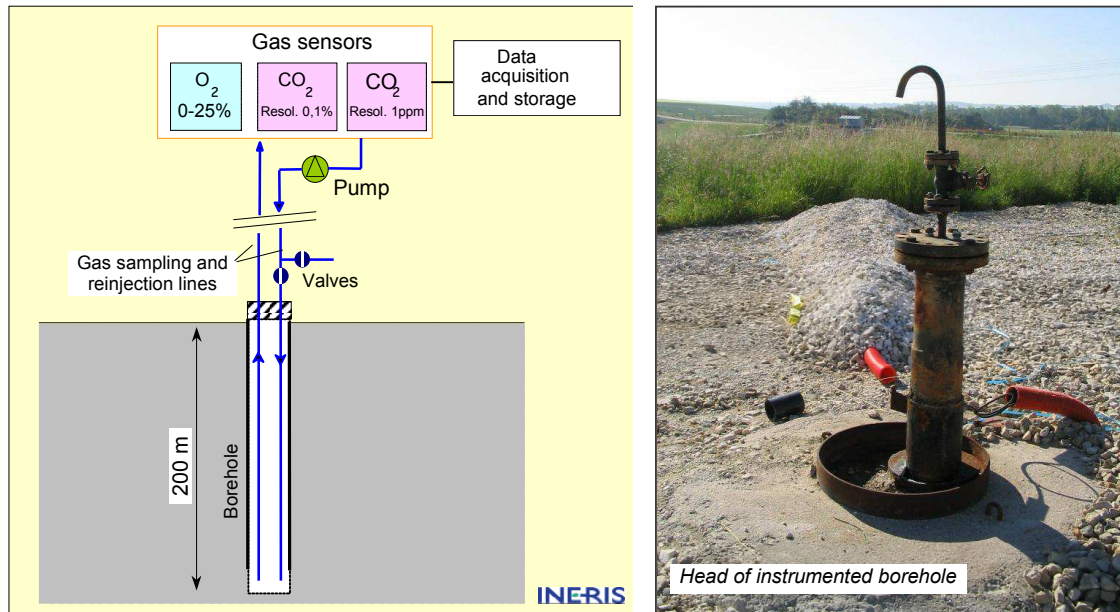 Gas sensors
O2
0-25%
CO2
Resol. 0,1%
CO2
Resol. 1ppm
Data
acquisition
and storage
Pump
Gas sampling and
reinjection lines
Valves
200 m
Borehole
INERIS
Head of instrumented borehole